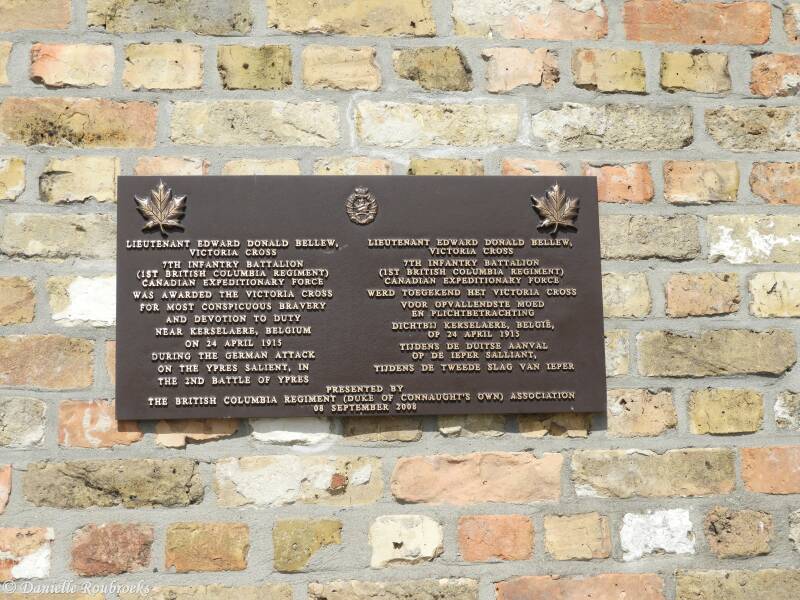 LIEUTENANT EDWARD DONALD BELLEW,
VICTORIA CROSS
7TH INFANTRY BATTALION
(1ST BRITISH COLUMBIA REGIMENT)
CANADIAN EXPEDITIONARY FORCE
WAS AWARDED THE VICTORIA CROSS
FOR MOST CONSPICUOUS BRAVERY
AND DEVOTION TO DUTY
NEAR KERSELAERE, BELGIUM
ON 24 APRIL 1915
DURING THE GERMAN ATTACK
ON THE YPRES SALIENT, IN
THE 2ND BATTLE OF YPRES
LIEUTENANT EDWARD DONALD BELLEW,
VICTORIA CROSS
7TH INFANTRY BATTALION
(1ST BRITISH COLUMBIA REGIMENT)
CANADIAN EXPEDITIONARY FORCE
WERD TOEGEKEND HET VICTORIA CROSS
VOOR OPVALLENDSTE MOED
EN PLICHTBETRACHTING
DICHTBIJ KERSELAERE, BELGIË,
OP 24 APRIL 1915
TIJDENS DE DUITSE AANVAL
OP DE IEPER SALLIANT,
TIJDENS DE TWEEDE SLAG VAN IEPER
PRESENTED BY
THE BRITISH COLUMBIA REGIMENT (DUKE OF CONNAUGHT'S OWN) ASSOCIATION
08 SEPTEMBER 2008
© Danielle Roubroeks